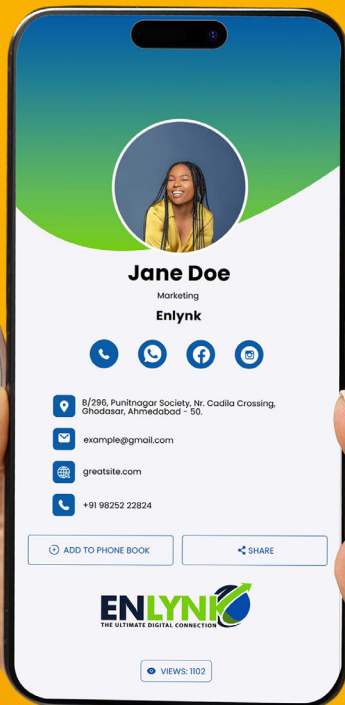 Jane Doe
Marketing
Enlynk
B/296, Punitnagar Society, Nr. Cadila Crossing,
Ghodasar, Ahmedabad - 50.
example@gmail.com
greatsite.com
+91 98252 22824
ADD TO PHONE BOOK
SHARE
ENLYNK
THE ULTIMATE DIGITAL CONNECTION
VIEWS: 1102